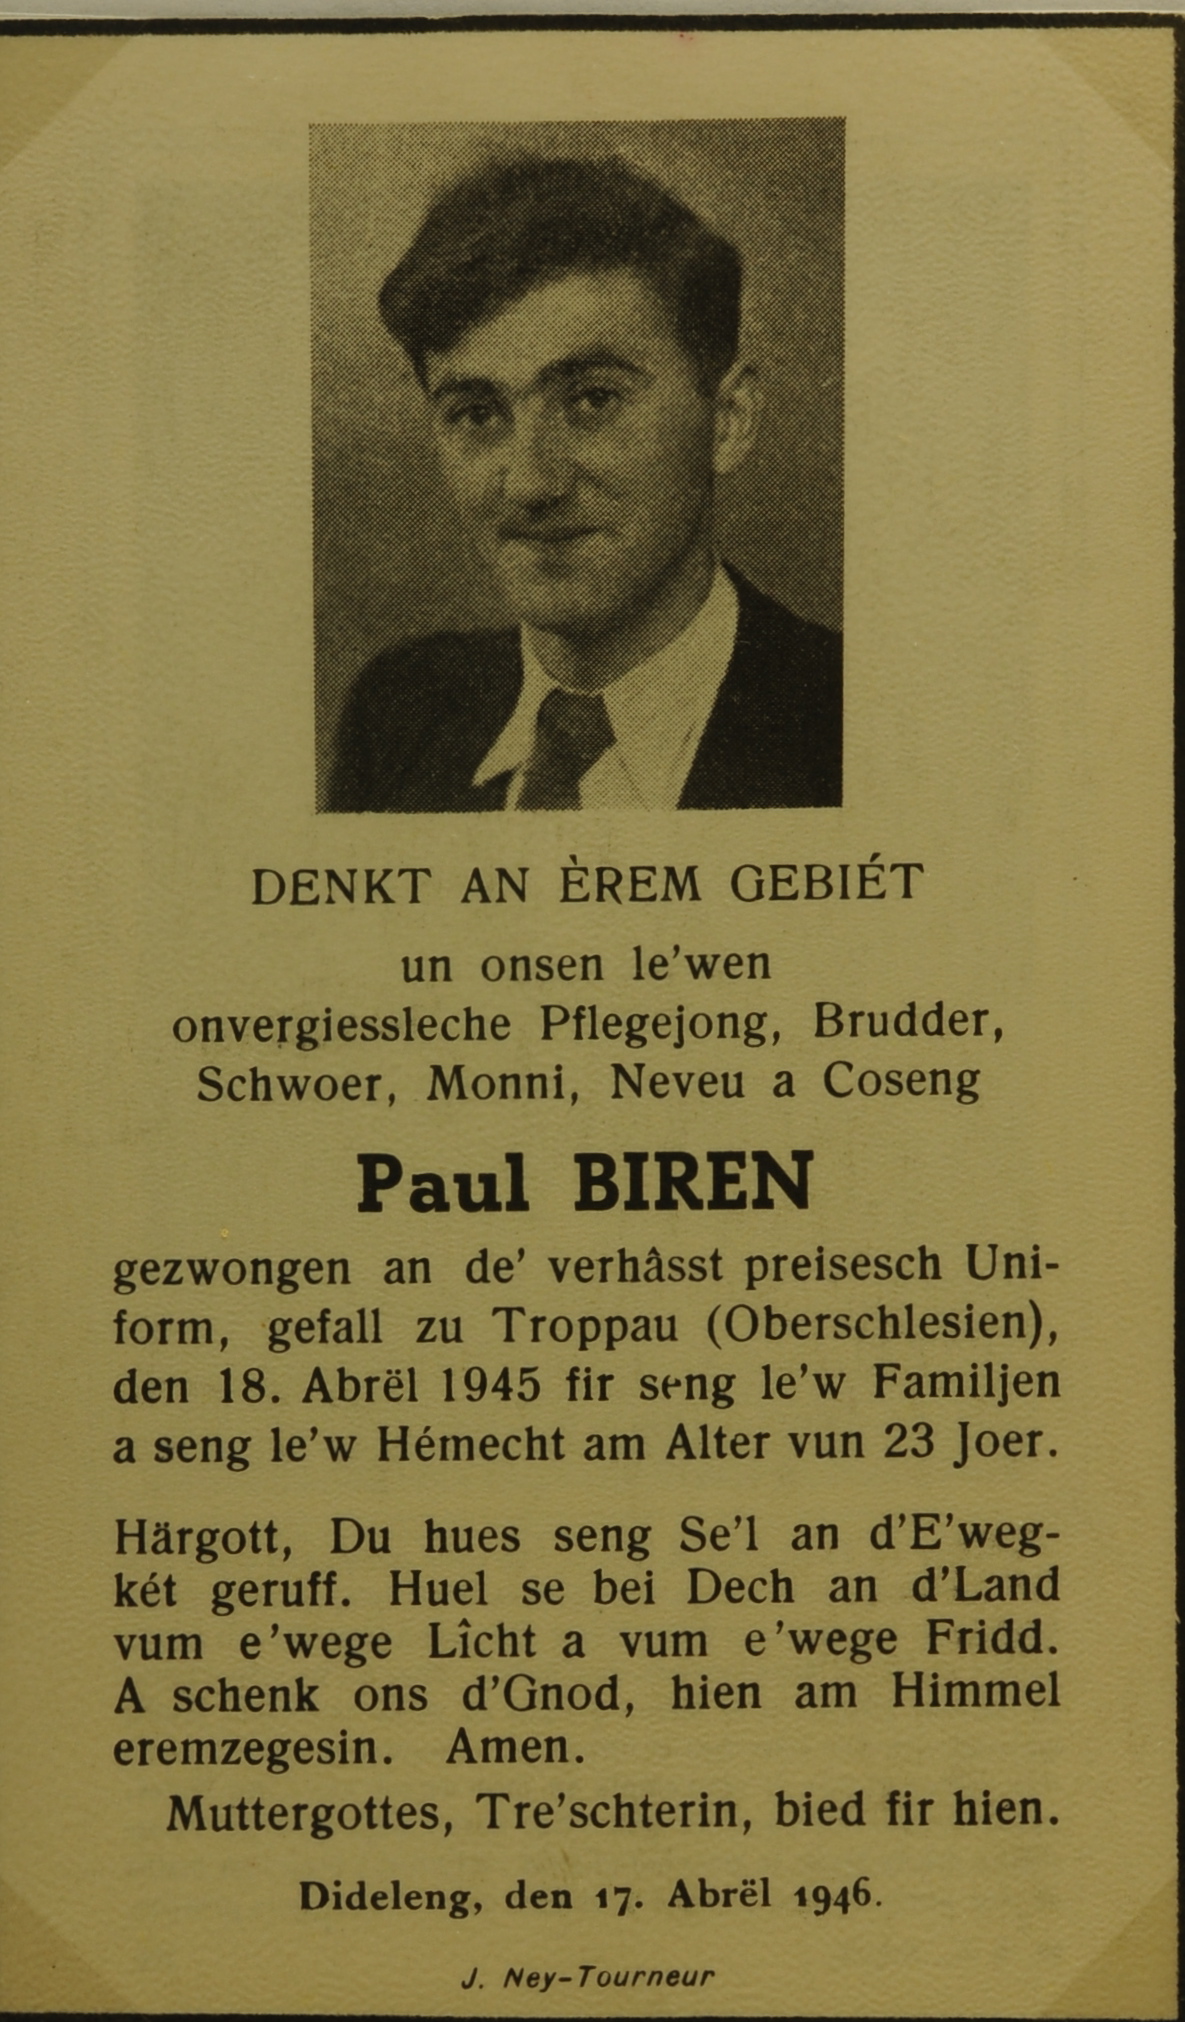 DENKT AN ÈREM GEBIÉT
un onsen le'wen
onvergiessleche Pflegejong, Brudder,
Schwoer, Monni, Neveu a Coseng
Paul BIREN
gezwongen an de' verhâsst preisesch Uni-
form, gefall zu Troppau (Oberschlesien),
den 18. Abrël 1945 fir seng le'w Familjen
a seng le'w Hémecht am Alter vun 23 Joer.
Härgott, Du hues seng Se'l an d'E'weg-
két geruff. Huel se bei Dech an d'Land
vum e'wege Lîcht a vum e'wege Fridd.
A schenk ons d'Gnod, hien am Himmel
eremzegesin. Amen.
Muttergottes, Tre'schterin, bied fir hien.
Dideleng, den 17. Abrël 1946.
J. Ney-Tourneur